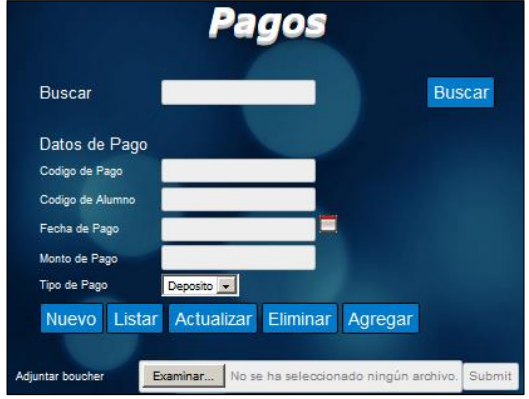 Pagos
Buscar Buscar
Datos de Pago
Codigo de Pago
Codigo de Alumno
Fecha de Pago
Monto de Pago
Tipo de Pago Deposito
Nuevo Listar Actualizar Eliminar Agregar
Adjuntar boucher Examinar... No se ha seleccionado ningún archivo. Submit